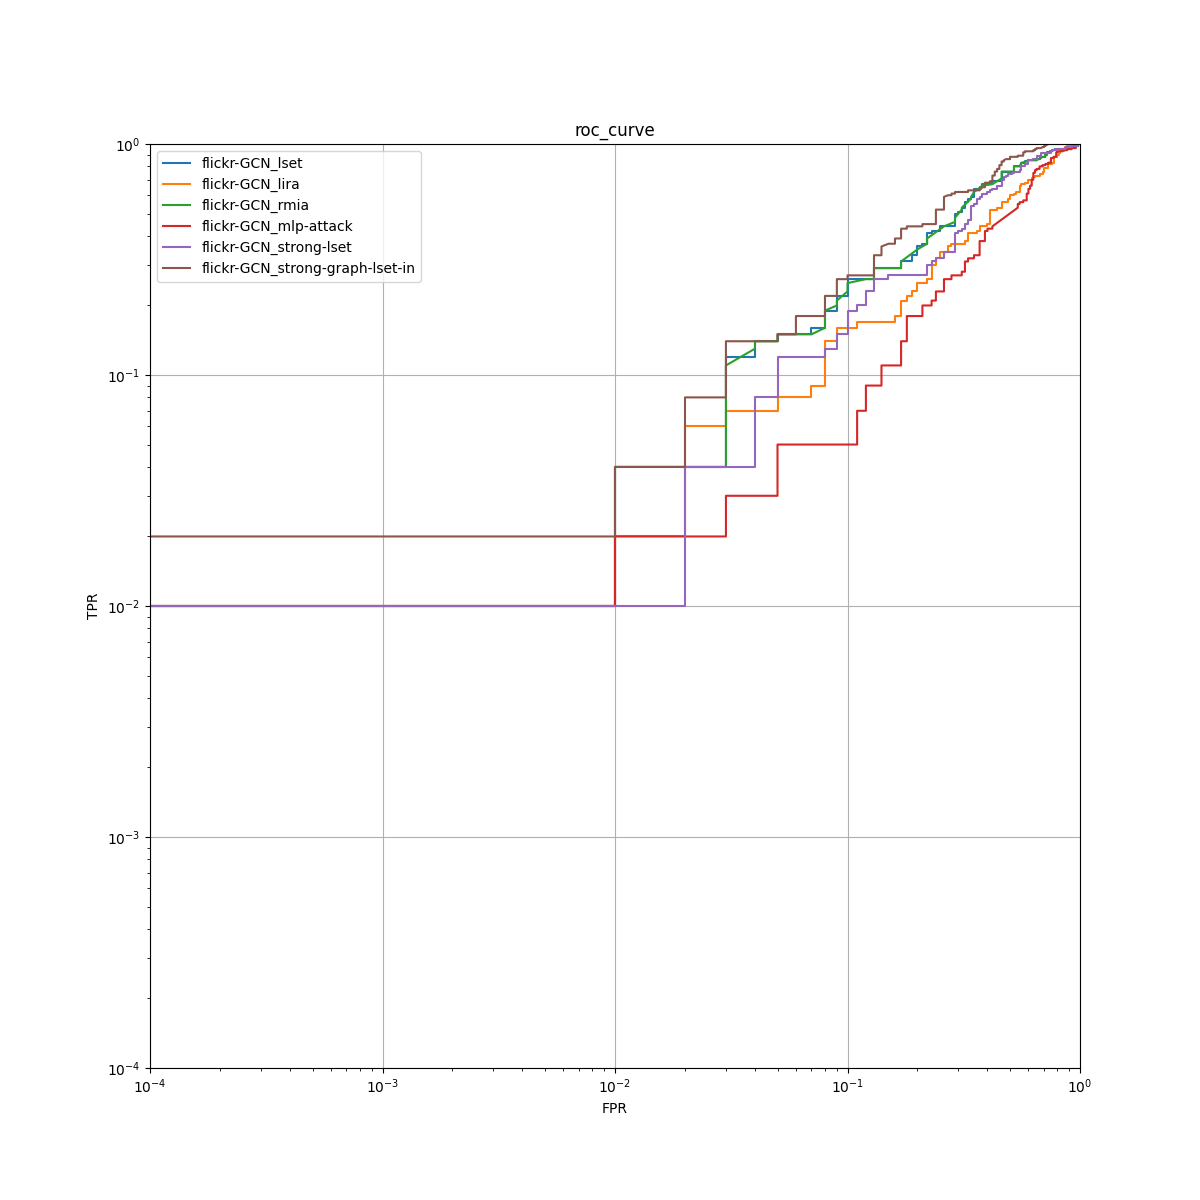 roc_curve
flickr-GCN_lset
flickr-GCN_lira
flickr-GCN_rmia
flickr-GCN_mlp-attack
flickr-GCN_strong-lset
flickr-GCN_strong-graph-lset-in
TPR
10⁰
10⁻¹
10⁻²
10⁻³
10⁻⁴
10⁻⁴ 10⁻³ 10⁻² 10⁻¹ 10⁰
FPR